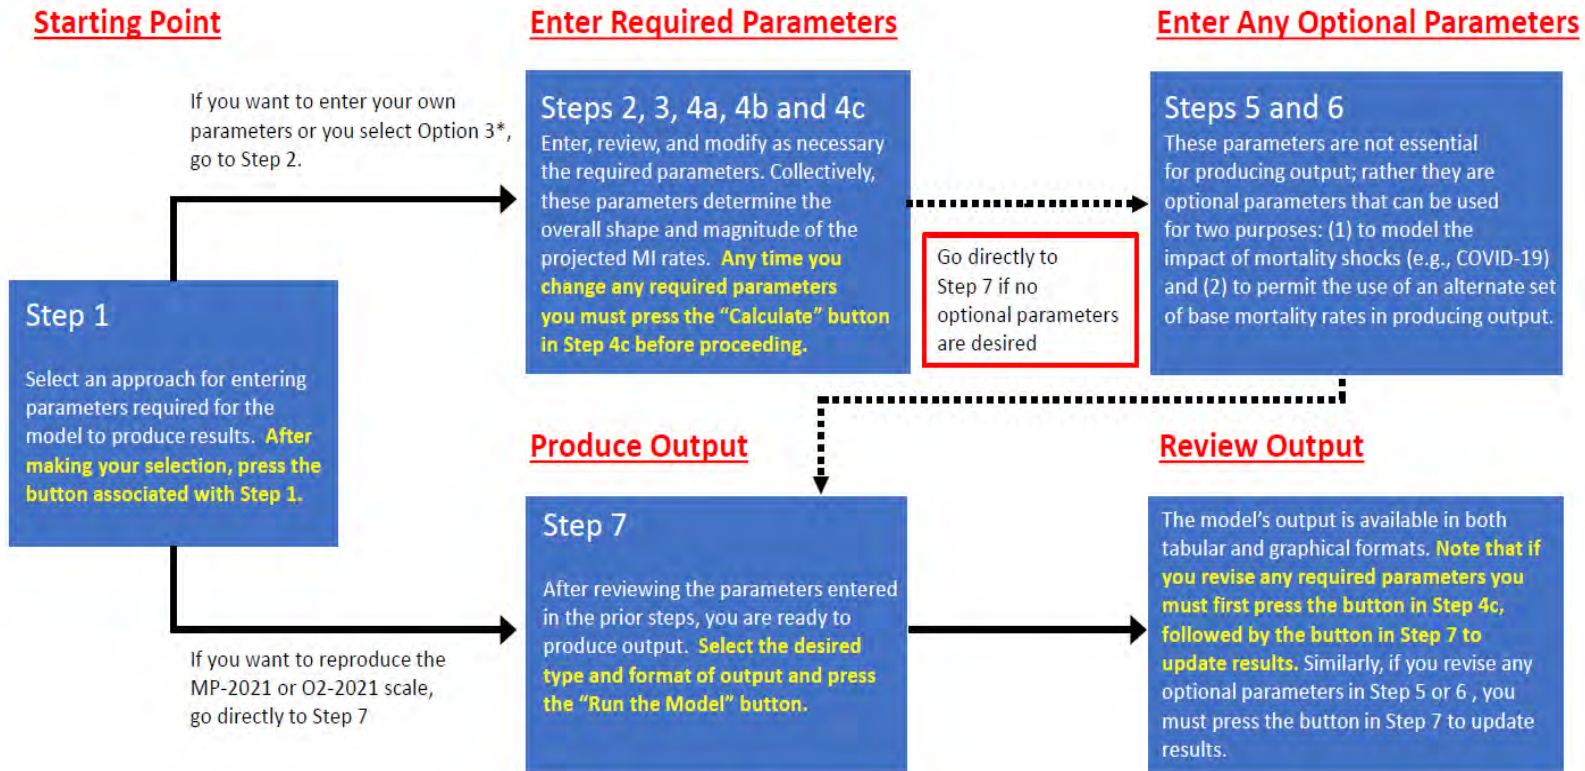 Starting Point
If you want to enter your own
parameters or you select Option 3*,
go to Step 2.
Step 1
Select an approach for entering
parameters required for the
model to produce results. After
making your selection, press the
button associated with Step 1.
If you want to reproduce the
MP-2021 or O2-2021 scale,
go directly to Step 7
Enter Required Parameters
Steps 2, 3, 4a, 4b and 4c
Enter, review, and modify as necessary
the required parameters. Collectively,
these parameters determine the
overall shape and magnitude of the
projected MI rates. Any time you
change any required parameters
you must press the “Calculate” button
in Step 4c before proceeding.
Go directly to
Step 7 if no
optional parameters
are desired
Enter Any Optional Parameters
Steps 5 and 6
These parameters are not essential
for producing output; rather they are
optional parameters that can be used
for two purposes: (1) to model the
impact of mortality shocks (e.g., COVID-19)
and (2) to permit the use of an alternate set
of base mortality rates in producing output.
Produce Output
Step 7
After reviewing the parameters entered
in the prior steps, you are ready to
produce output. Select the desired
type and format of output and press
the “Run the Model” button.
Review Output
The model’s output is available in both
tabular and graphical formats. Note that if
you revise any required parameters you
must first press the button in Step 4c,
followed by the button in Step 7 to
update results. Similarly, if you revise any
optional parameters in Step 5 or 6 , you
must press the button in Step 7 to update
results.